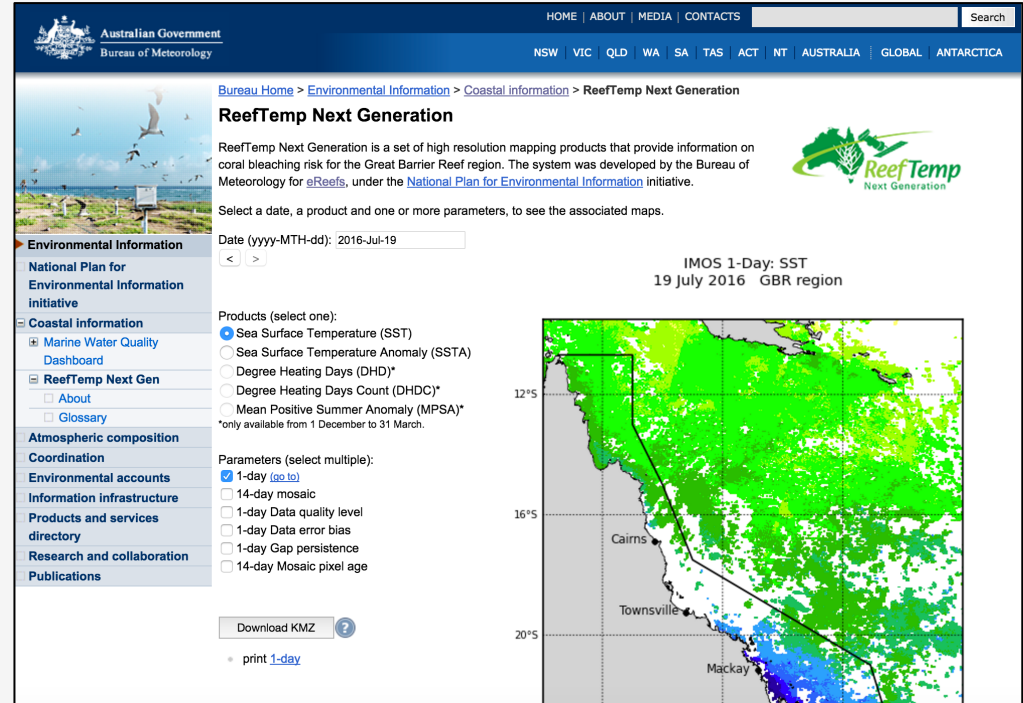 HOME | ABOUT | MEDIA | CONTACTS
Search
Australian Government
Bureau of Meteorology
NSW VIC QLD WA SA TAS ACT NT AUSTRALIA GLOBAL ANTARCTICA
Bureau Home > Environmental Information > Coastal information > ReefTemp Next Generation
ReefTemp Next Generation
ReefTemp Next Generation is a set of high resolution mapping products that provide information on
coral bleaching risk for the Great Barrier Reef region. The system was developed by the Bureau of
Meteorology for eReefs, under the National Plan for Environmental Information initiative.
ReefTemp
Next Generation
Select a date, a product and one or more parameters, to see the associated maps.
Date (yyyy-MTH-dd): 2016-Jul-19
< >
Environmental Information
National Plan for
Environmental Information
initiative
Coastal information
Marine Water Quality
Dashboard
ReefTemp Next Gen
About
Glossary
Atmospheric composition
Coordination
Environmental accounts
Information infrastructure
Products and services
directory
Research and collaboration
Publications
Products (select one):
Sea Surface Temperature (SST)
Sea Surface Temperature Anomaly (SSTA)
Degree Heating Days (DHD)*
Degree Heating Days Count (DHDC)*
Mean Positive Summer Anomaly (MPSA)*
*only available from 1 December to 31 March.
Parameters (select multiple):
1-day (go to)
14-day mosaic
1-day Data quality level
1-day Data error bias
1-day Gap persistence
14-day Mosaic pixel age
Download KMZ ?
print 1-day
IMOS 1-Day: SST
19 July 2016 GBR region
12°S
16°S
Cairns
Townsville
20°S
Mackay